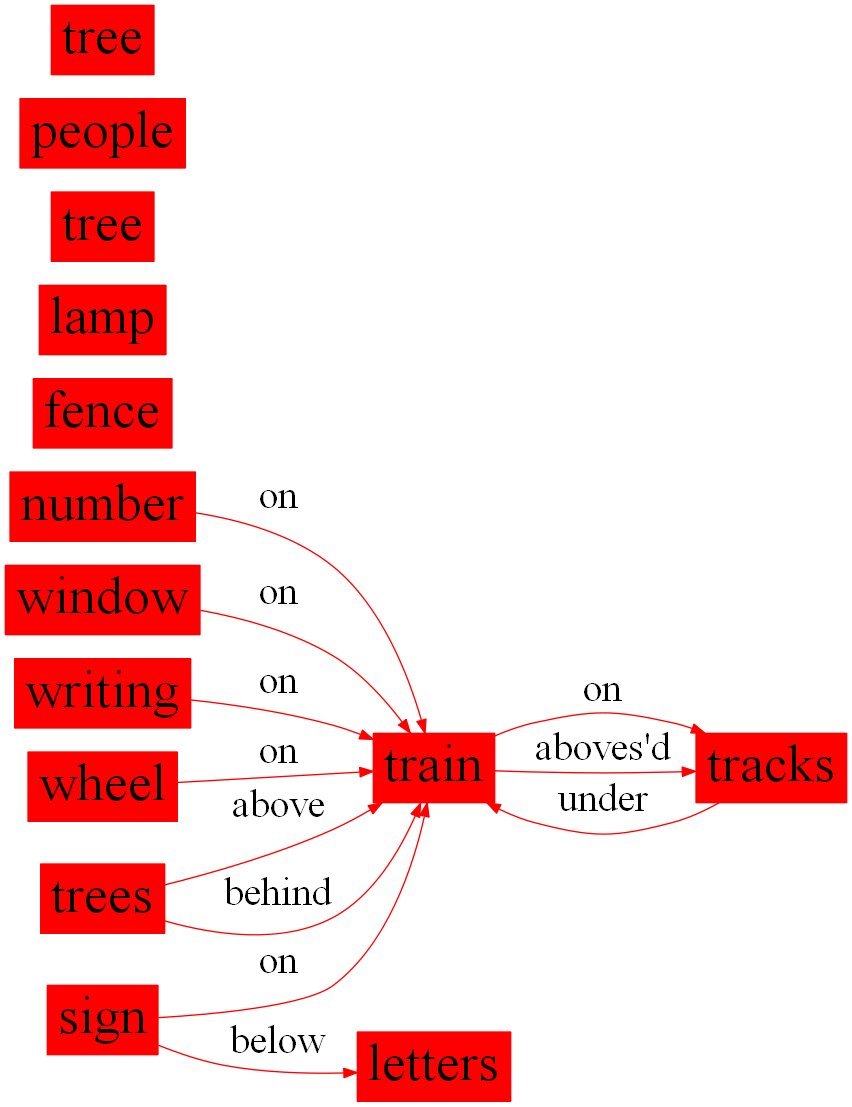 tree
people
tree
lamp
fence
number
on
window
on
writing
on
wheel
on
train
on
aboves'd
under
tracks
above
trees
behind
on
sign
below
letters